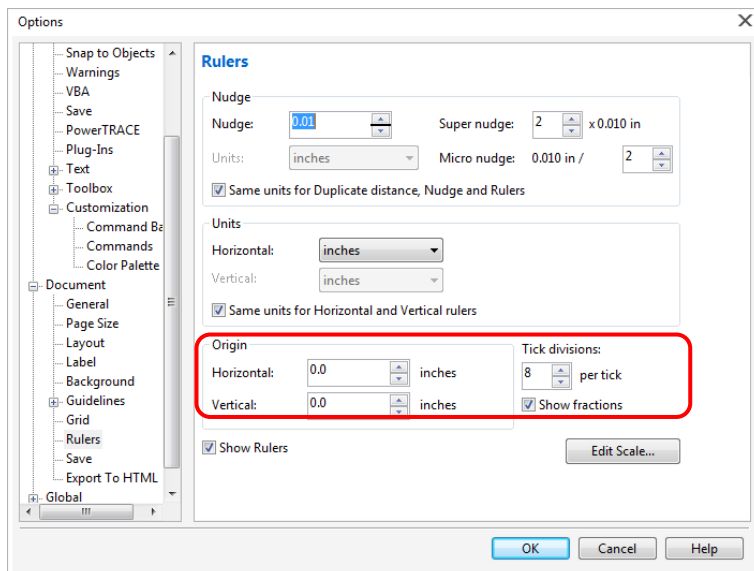 Options
Snap to Objects
Warnings
VBA
Save
PowerTRACE
Plug-Ins
Text
Toolbox
Customization
Command Ba
Commands
Color Palette
Document
General
Page Size
Layout
Label
Background
Guidelines
Grid
Rulers
Save
Export To HTML
Global
Rulers
Nudge
Nudge: 0.01 Super nudge: 2 x 0.010 in
Units: inches Micro nudge: 0.010 in / 2
Same units for Duplicate distance, Nudge and Rulers
Units
Horizontal: inches
Vertical: inches
Same units for Horizontal and Vertical rulers
Origin Tick divisions:
Horizontal: 0.0 inches 8 per tick
Vertical: 0.0 inches Show fractions
Show Rulers Edit Scale...
OK Cancel Help